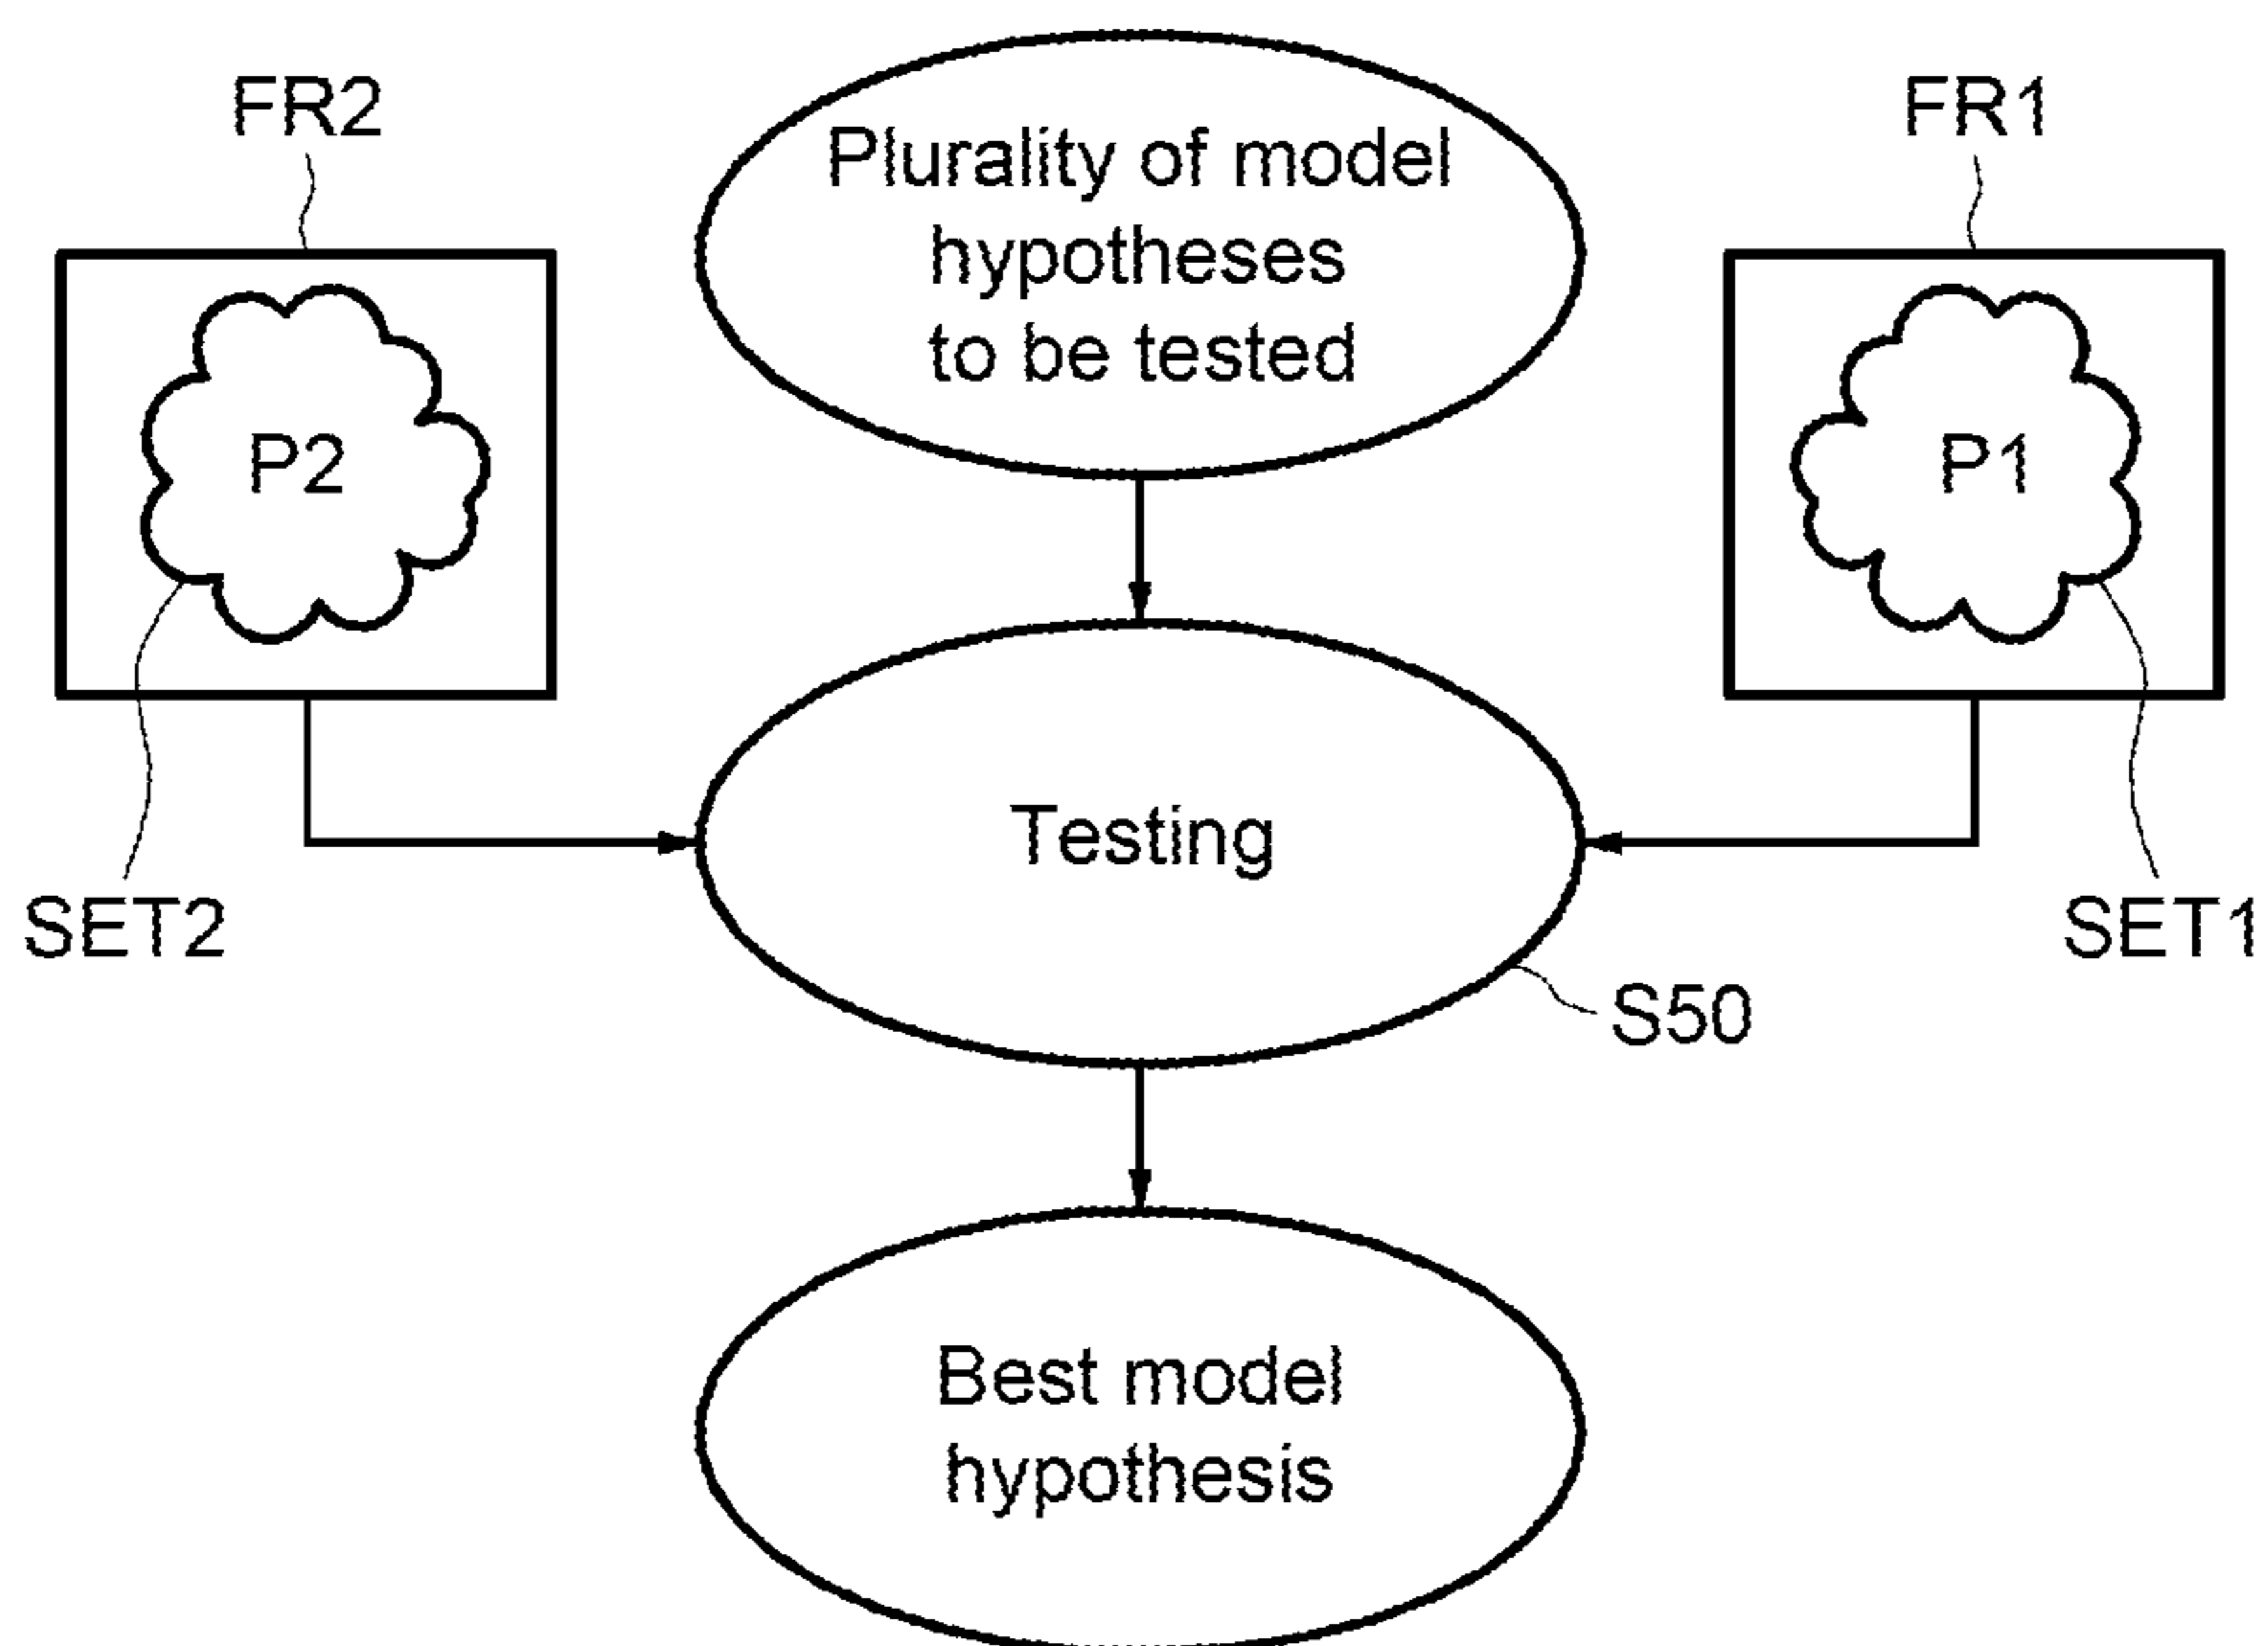 FR2
FR1
Plurality of model
hypotheses
to be tested
P2
P1
Testing
SET2
SET1
S50
Best model
hypothesis